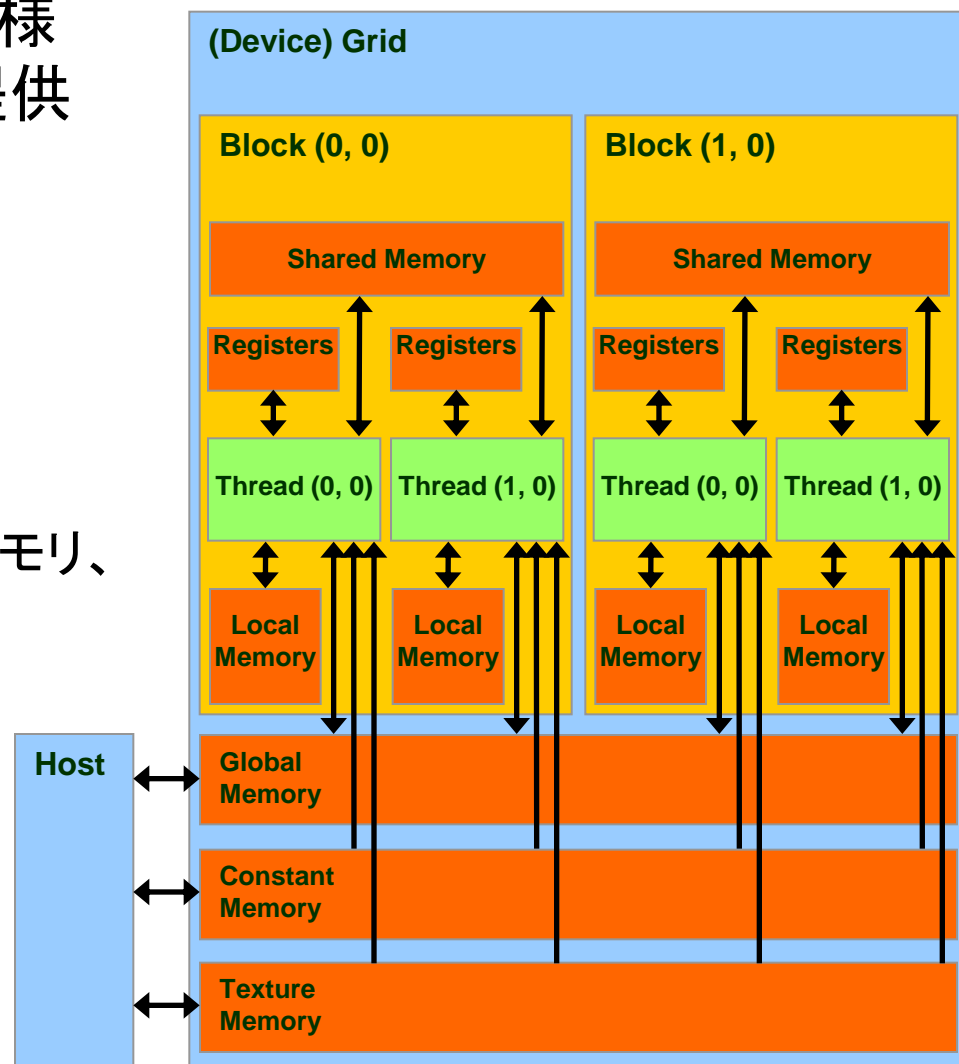 様
提供
モリ、
(Device) Grid
Block (0, 0)
Block (1, 0)
Shared Memory
Shared Memory
Registers
Registers
Registers
Registers
Thread (0, 0)
Thread (1, 0)
Thread (0, 0)
Thread (1, 0)
Local
Memory
Local
Memory
Local
Memory
Local
Memory
Host
Global
Memory
Constant
Memory
Texture
Memory